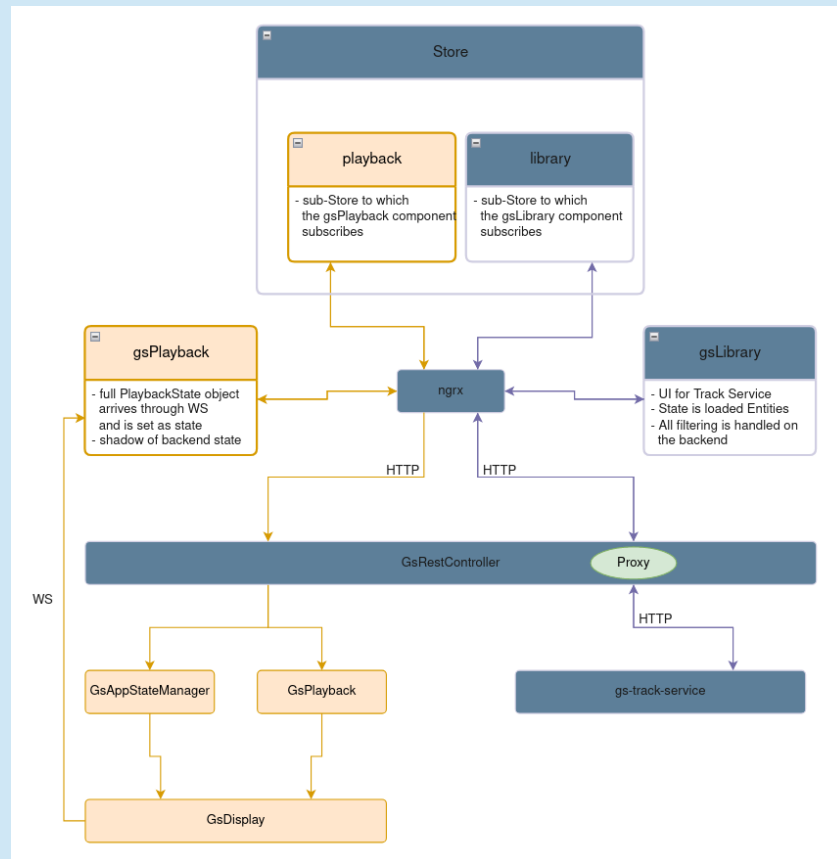 Store
playback
library
- sub-Store to which
the gsPlayback component
subscribes
- sub-Store to which
the gsLibrary component
subscribes
gsPlayback
- full PlaybackState object
arrives through WS
and is set as state
- shadow of backend state
ngrx
gsLibrary
- UI for Track Service
- State is loaded Entities
- All filtering is handled on
the backend
HTTP
HTTP
GsRestController
Proxy
WS
HTTP
GsAppStateManager
GsPlayback
gs-track-service
GsDisplay